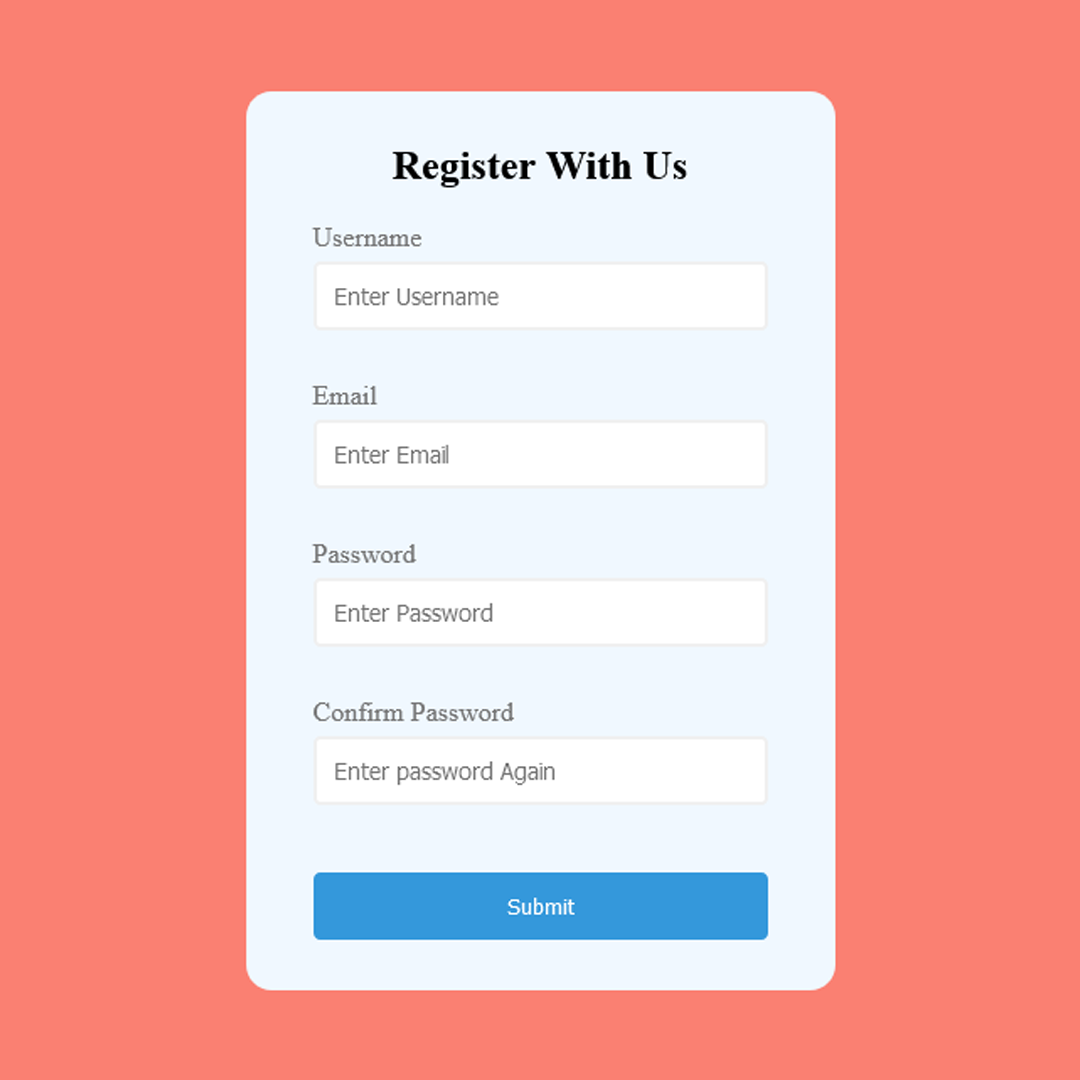 Register With Us
Username
Enter Username
Email
Enter Email
Password
Enter Password
Confirm Password
Enter password Again
Submit